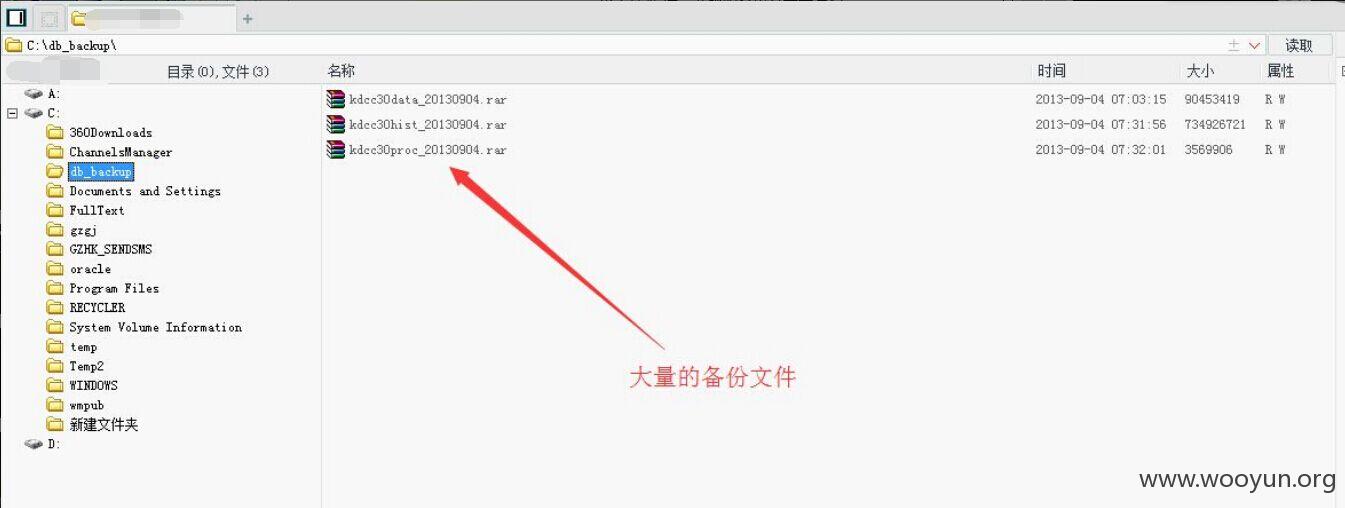 C:\db_backup\
读取
目录(0),文件(3)
名称
时间
大小
属性
A:
C:
360Downloads
ChannelsManager
db_backup
Documents and Settings
FullText
gzgj
GZHK_SENDSMS
oracle
Program Files
RECYCLER
System Volume Information
temp
Temp2
WINDOWS
wmpub
新建文件夹
D:
kdcc30data_20130904.rar 2013-09-04 07:03:15 90453419 R W
kdcc30hist_20130904.rar 2013-09-04 07:31:56 734926721 R W
kdcc30proc_20130904.rar 2013-09-04 07:32:01 3569906 R W
大量的备份文件
www.wooyun.org